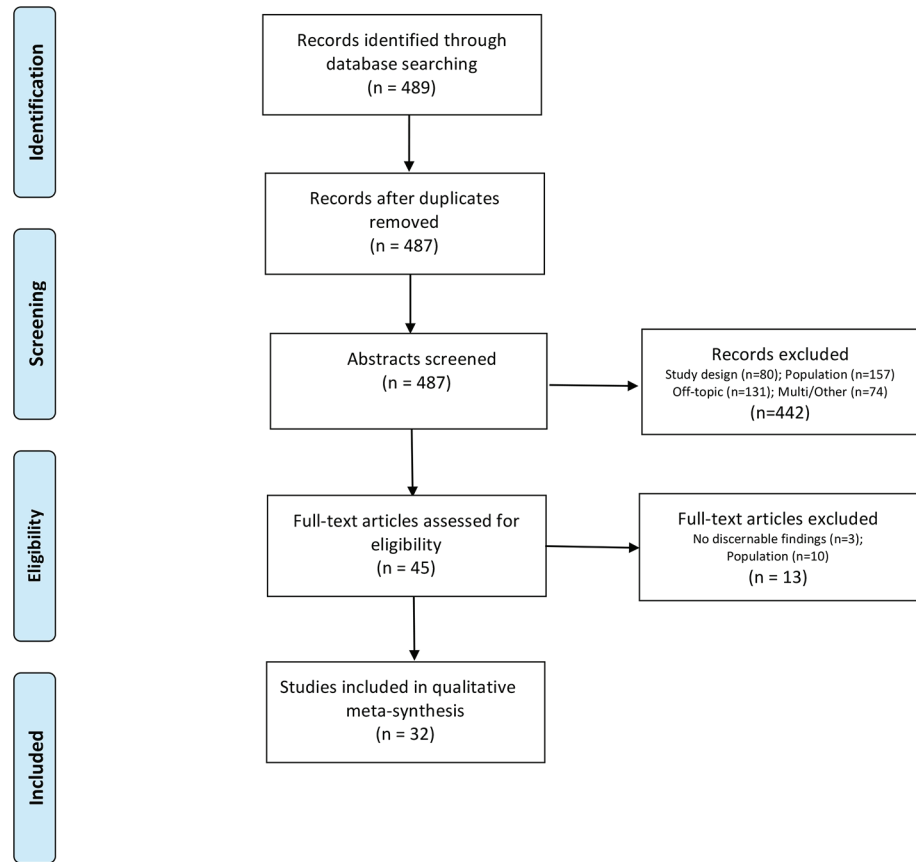 Identification
Records identified through
database searching
(n = 489)
Records after duplicates
removed
(n = 487)
Screening
Abstracts screened
(n = 487)
Records excluded
Study design (n=80); Population (n=157)
Off-topic (n=131); Multi/Other (n=74)
(n=442)
Eligibility
Full-text articles assessed for
eligibility
(n = 45)
Full-text articles excluded
No discernable findings (n=3);
Population (n=10)
(n = 13)
Included
Studies included in qualitative
meta-synthesis
(n = 32)